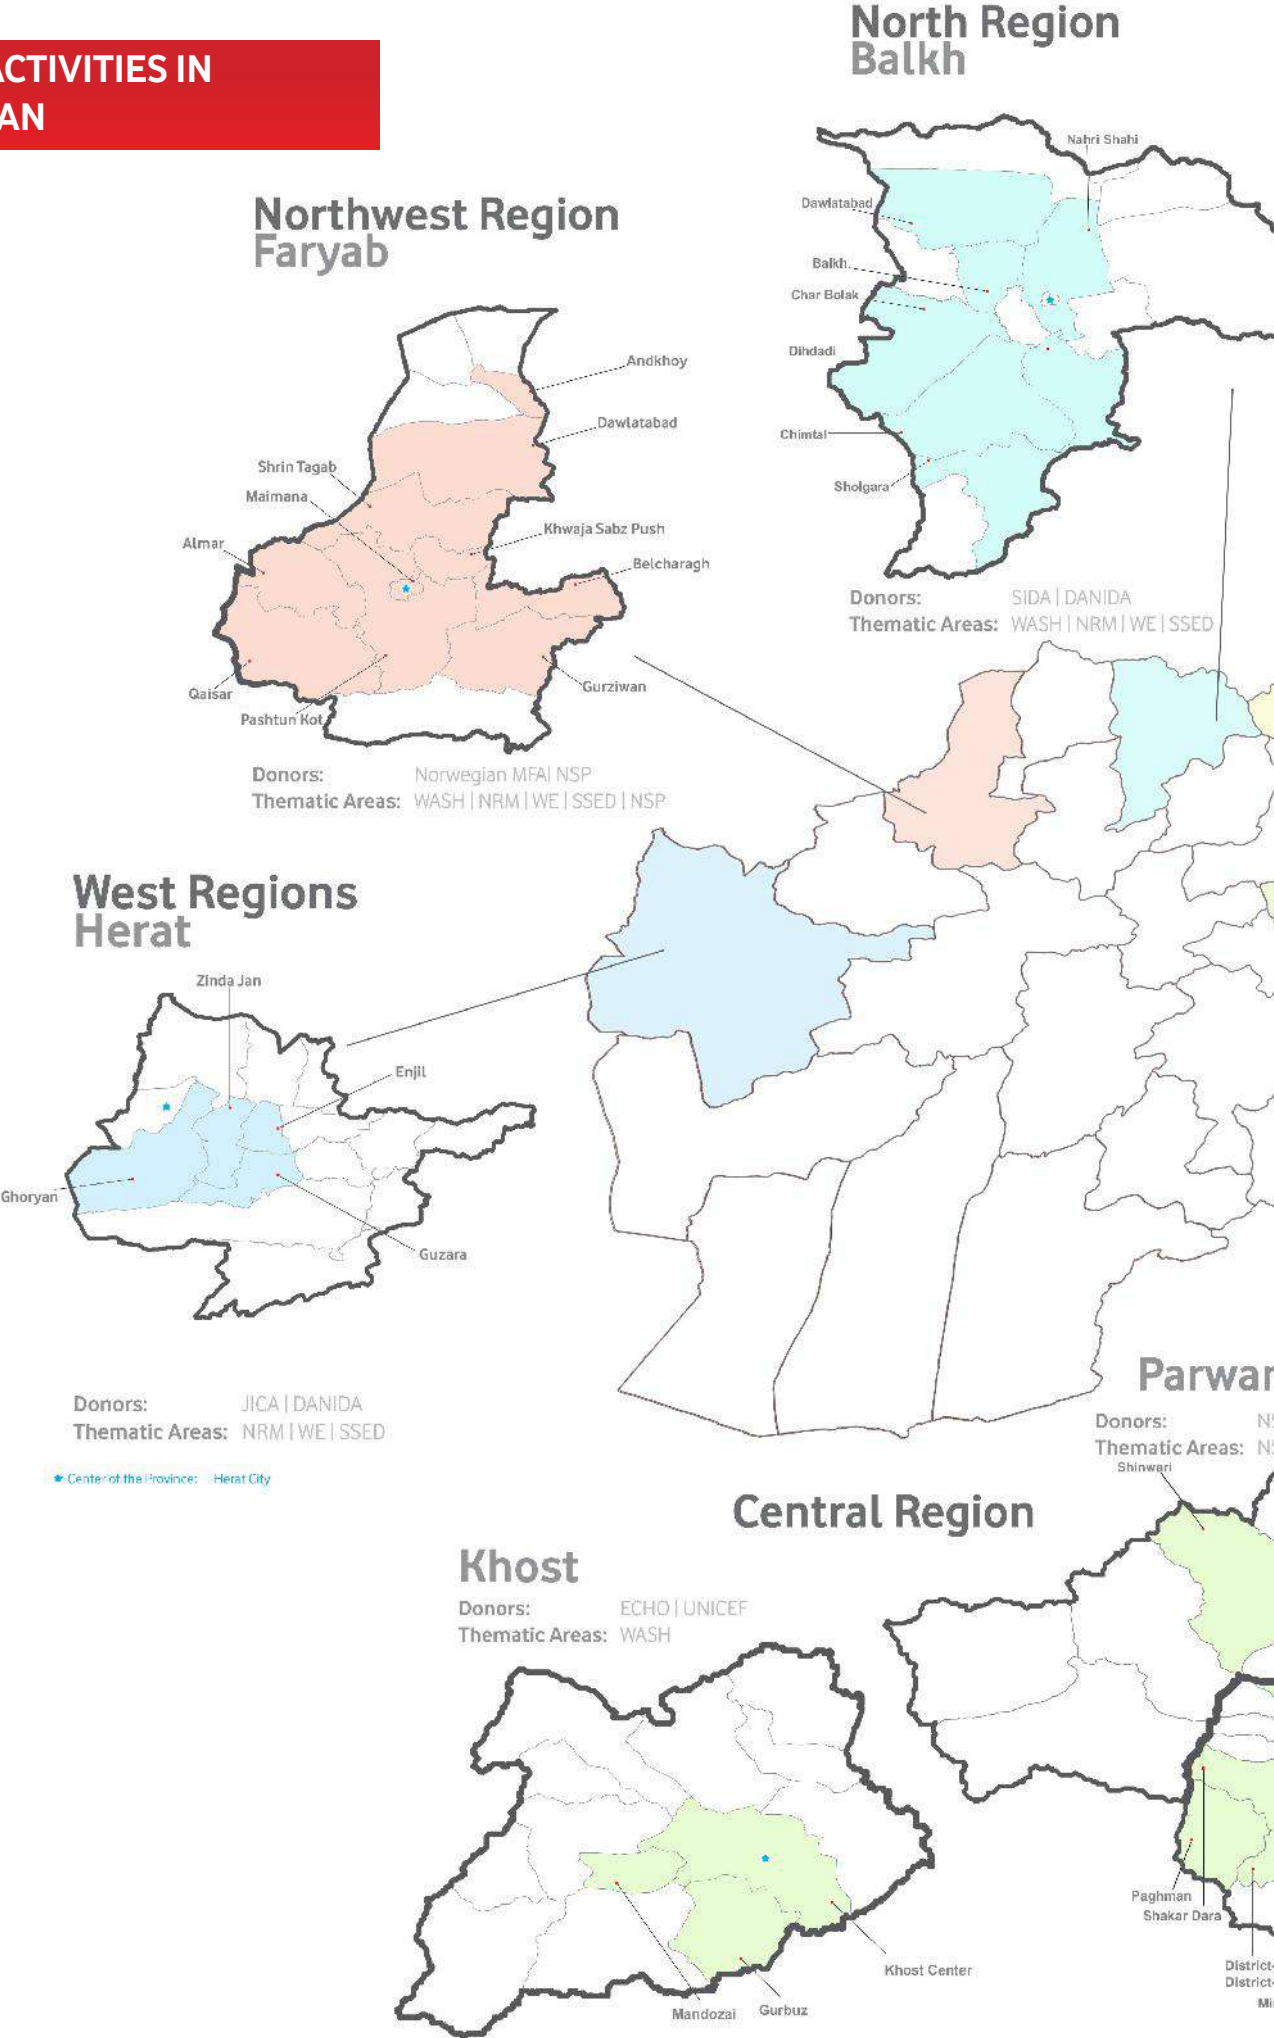 ACTIVITIES IN
AN
North Region
Balkh
Nahri Shahi
Dawlatabad
Balkh
Char Bolak
Dihdadi
Chimtal
Sholgara
Donors: SIDA | DANIDA
Thematic Areas: WASH | NRM | WE | SSED
Northwest Region
Faryab
Andkhoy
Dawlatabad
Shrin Tagab
Maimana
Khwaja Sabz Push
Almar
Belcharagh
Qaisar
Gurziwan
Pashtun Kot
Donors: Norwegian MFA| NSP
Thematic Areas: WASH | NRM | WE | SSED | NSP
West Regions
Herat
Zinda Jan
Enjil
Ghoryan
Guzara
Donors: JICA | DANIDA
Thematic Areas: NRM | WE | SSED
Center of the Province: Herat City
Parwar
Donors: NS
Thematic Areas: NS
Shinwari
Central Region
Khost
Donors: ECHO | UNICEF
Thematic Areas: WASH
Paghman
Shakar Dara
Khost Center
District-
District-
Mi
Mandozai
Gurbuz